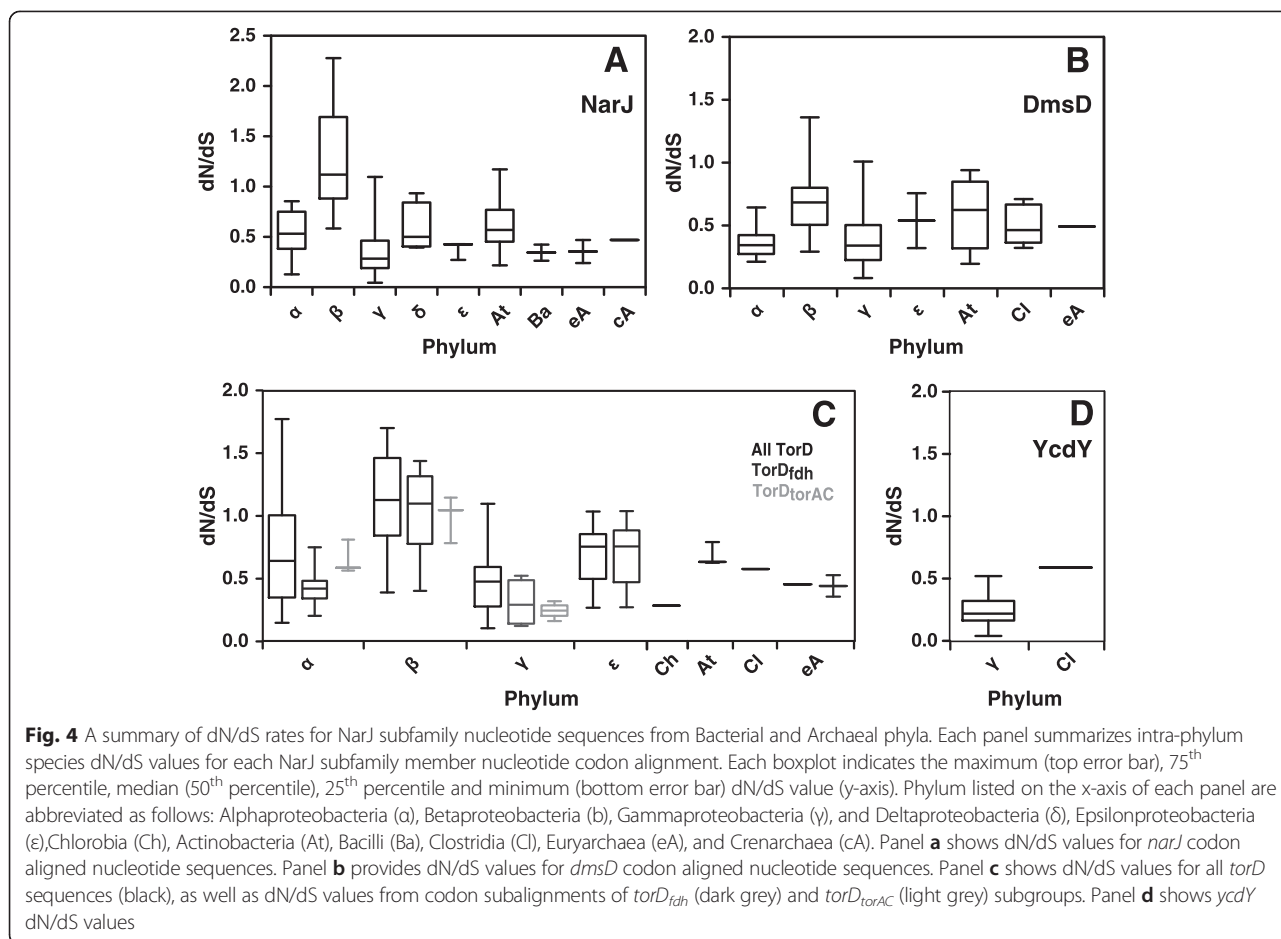 A
NarJ
dN/dS
2.5
2.0
1.5
1.0
0.5
0.0
α β γ δ ε At Ba eA cA
Phylum
B
DmsD
dN/dS
2.0
1.5
1.0
0.5
0.0
α β γ ε At Cl eA
Phylum
C
All TorD
TorDfdh
TorDtorAC
dN/dS
2.0
1.5
1.0
0.5
0.0
α β γ ε Ch At Cl eA
Phylum
D
YcdY
dN/dS
2.0
1.5
1.0
0.5
0.0
γ Cl
Phylum
Fig. 4 A summary of dN/dS rates for NarJ subfamily nucleotide sequences from Bacterial and Archaeal phyla. Each panel summarizes intra-phylum
species dN/dS values for each NarJ subfamily member nucleotide codon alignment. Each boxplot indicates the maximum (top error bar), 75th
percentile, median (50th percentile), 25th percentile and minimum (bottom error bar) dN/dS value (y-axis). Phylum listed on the x-axis of each panel are
abbreviated as follows: Alphaproteobacteria (α), Betaproteobacteria (b), Gammaproteobacteria (γ), and Deltaproteobacteria (δ), Epsilonproteobacteria
(ε),Chlorobia (Ch), Actinobacteria (At), Bacilli (Ba), Clostridia (Cl), Euryarchaea (eA), and Crenarchaea (cA). Panel a shows dN/dS values for narJ codon
aligned nucleotide sequences. Panel b provides dN/dS values for dmsD codon aligned nucleotide sequences. Panel c shows dN/dS values for all torD
sequences (black), as well as dN/dS values from codon subalignments of torDfdh (dark grey) and torDtorAC (light grey) subgroups. Panel d shows ycdY
dN/dS values